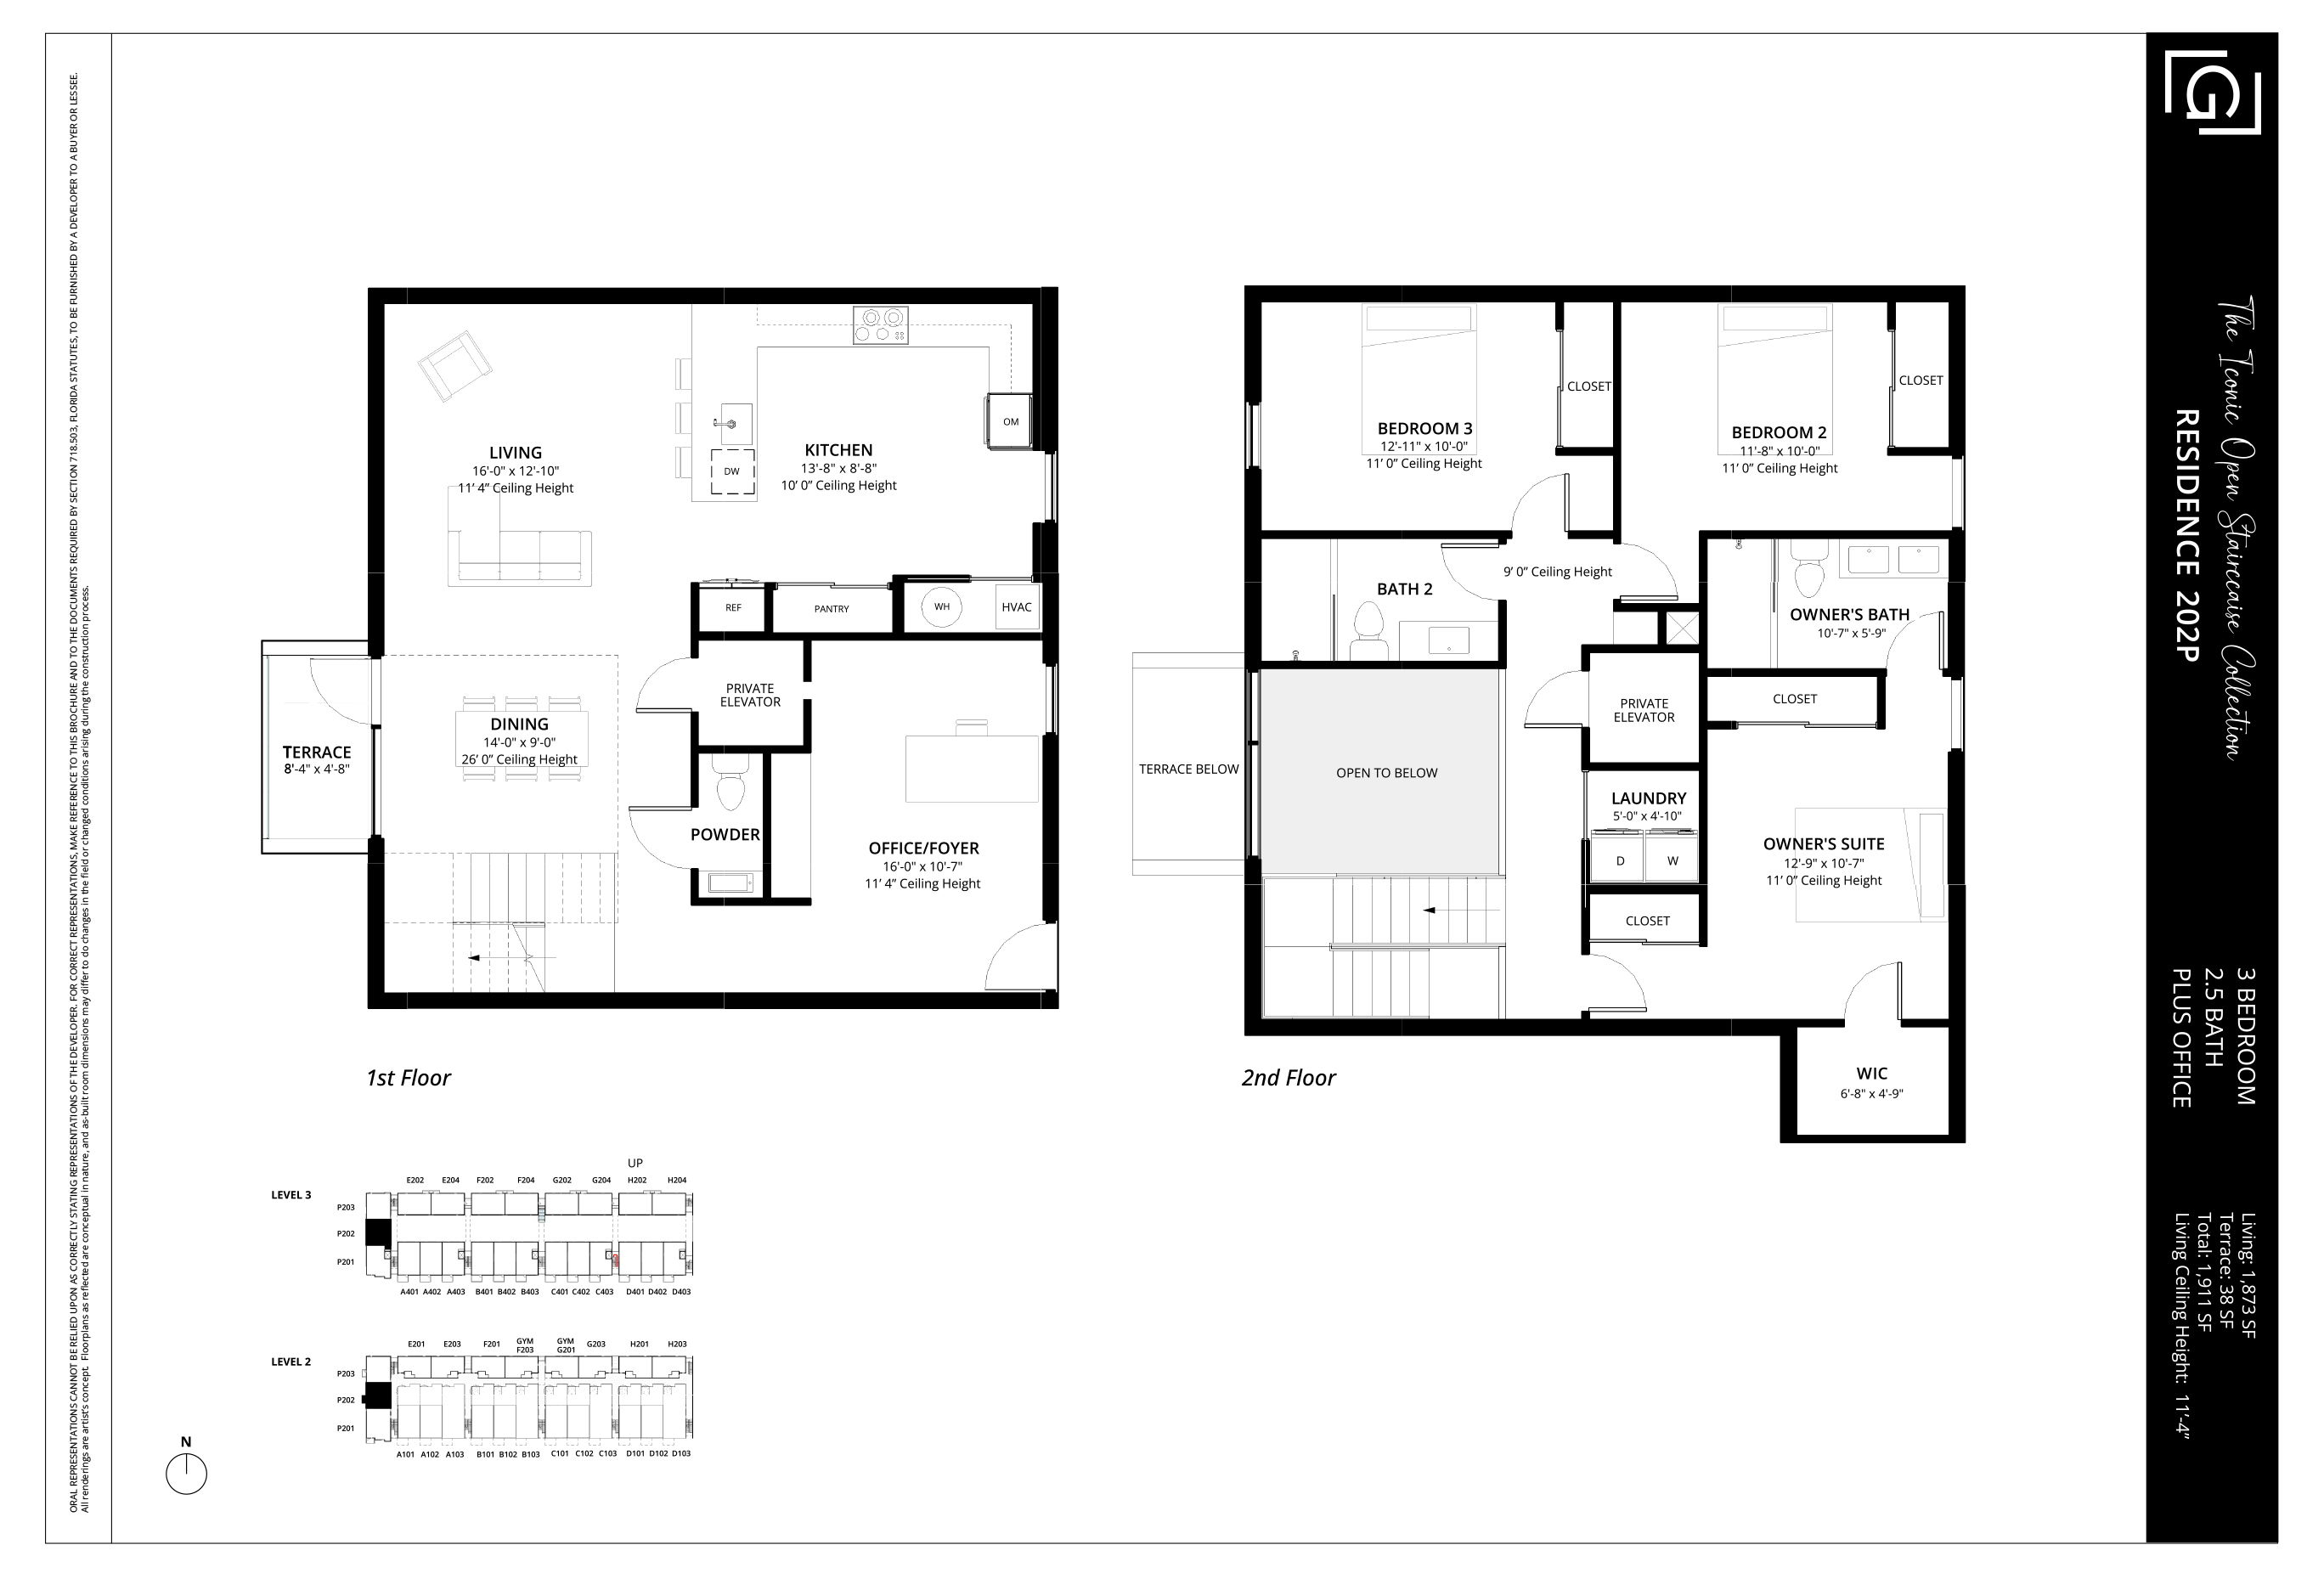 ORAL REPRESENTATIONS CANNOT BE RELIED UPON AS CORRECTLY STATING REPRESENTATIONS OF THE DEVELOPER. FOR CORRECT REPRESENTATIONS, MAKE REFERENCE TO THIS BROCHURE AND TO THE DOCUMENTS REQUIRED BY SECTION 718.503, FLORIDA STATUTES, TO BE FURNISHED BY A DEVELOPER TO A BUYER OR LESSEE.
All renderings are artist's concept. Floorplans as reflected are conceptual in nature, and as-built room dimensions may differ to do changes in the field or changed conditions arising during the construction process.
LIVING
16'-0" x 12'-10"
11' 4" Ceiling Height
KITCHEN
13'-8" x 8'-8"
10' 0" Ceiling Height
OM
DW
REF
PANTRY
WH
HVAC
TERRACE
8'-4" x 4'-8"
DINING
14'-0" x 9'-0"
26' 0" Ceiling Height
PRIVATE
ELEVATOR
POWDER
OFFICE/FOYER
16'-0" x 10'-7"
11' 4" Ceiling Height
1st Floor
BEDROOM 3
12'-11" x 10'-0"
11' 0" Ceiling Height
CLOSET
BEDROOM 2
11'-8" x 10'-0"
11' 0" Ceiling Height
CLOSET
BATH 2
9' 0" Ceiling Height
OWNER'S BATH
10'-7" x 5'-9"
TERRACE BELOW
OPEN TO BELOW
PRIVATE
ELEVATOR
CLOSET
LAUNDRY
5'-0" x 4'-10"
D
W
OWNER'S SUITE
12'-9" x 10'-7"
11' 0" Ceiling Height
CLOSET
WIC
6'-8" x 4'-9"
2nd Floor
UP
LEVEL 3
E202 E204 F202 F204 G202 G204 H202 H204
P203
P202
P201
A401 A402 A403 B401 B402 B403 C401 C402 C403 D401 D402 D403
LEVEL 2
E201 E203 F201 GYM F203 GYM G201 G203 H201 H203
P203
P202
P201
A101 A102 A103 B101 B102 B103 C101 C102 C103 D101 D102 D103
N
G
The Iconic Open Staircaise Collection
RESIDENCE 202P
3 BEDROOM
2.5 BATH
PLUS OFFICE
Living: 1,873 SF
Terrace: 38 SF
Total: 1,911 SF
Living Ceiling Height: 11'-4"